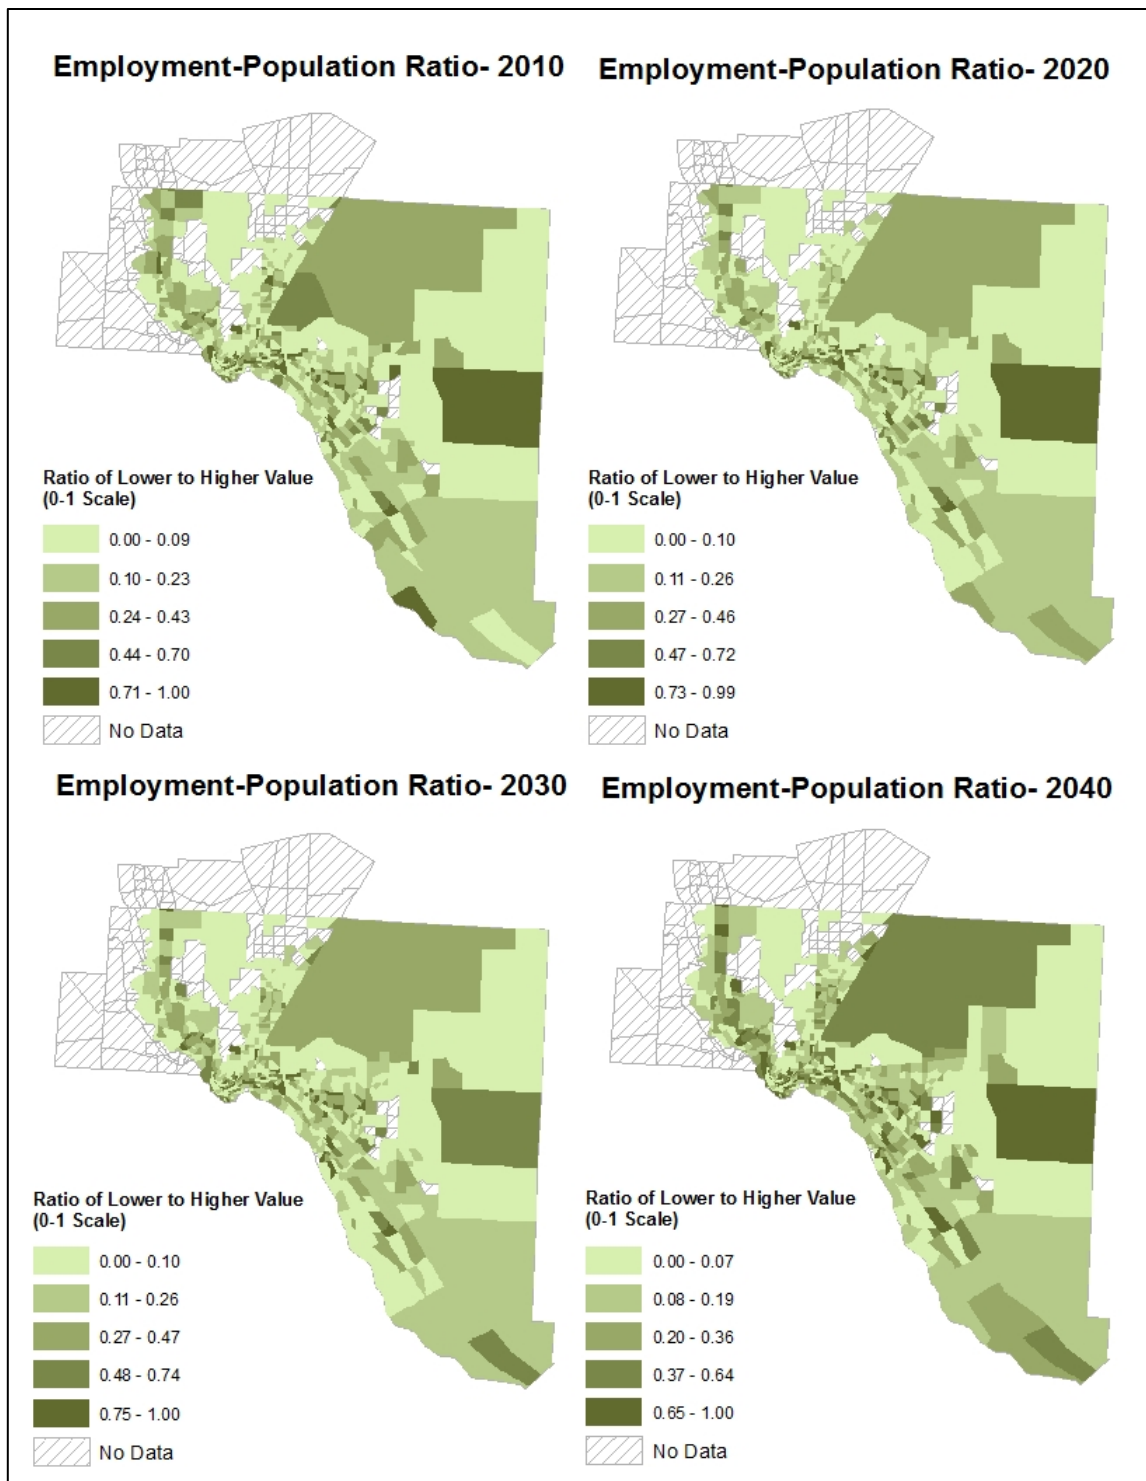 Employment-Population Ratio- 2010
Ratio of Lower to Higher Value
(0-1 Scale)
0.00 - 0.09
0.10 - 0.23
0.24 - 0.43
0.44 - 0.70
0.71 - 1.00
No Data
Employment-Population Ratio- 2020
Ratio of Lower to Higher Value
(0-1 Scale)
0.00 - 0.10
0.11 - 0.26
0.27 - 0.46
0.47 - 0.72
0.73 - 0.99
No Data
Employment-Population Ratio- 2030
Ratio of Lower to Higher Value
(0-1 Scale)
0.00 - 0.10
0.11 - 0.26
0.27 - 0.47
0.48 - 0.74
0.75 - 1.00
No Data
Employment-Population Ratio- 2040
Ratio of Lower to Higher Value
(0-1 Scale)
0.00 - 0.07
0.08 - 0.19
0.20 - 0.36
0.37 - 0.64
0.65 - 1.00
No Data